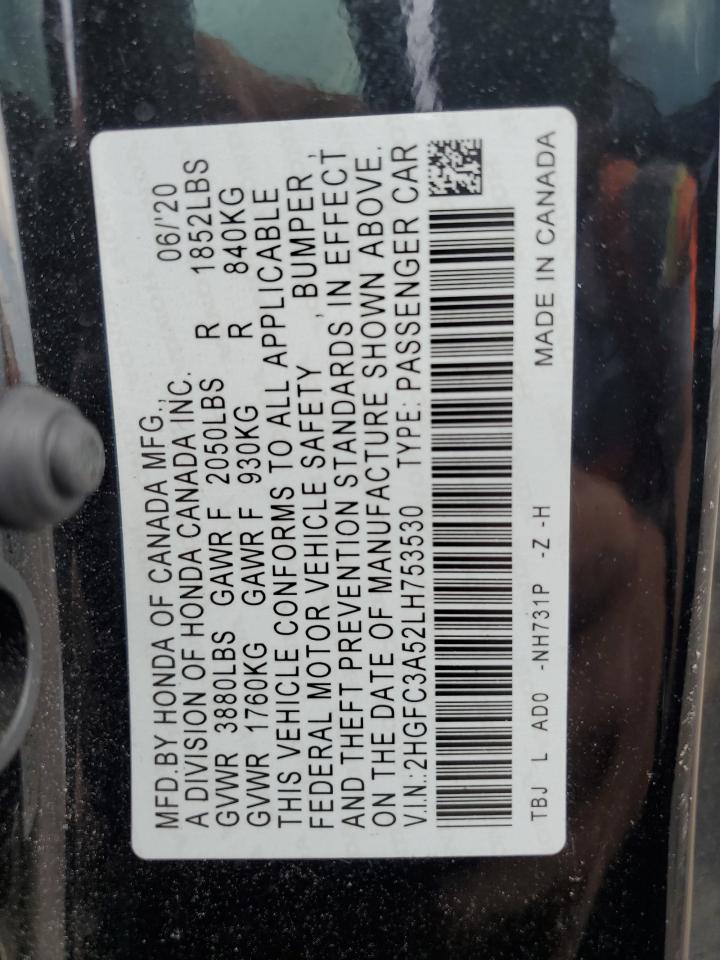 MFD.BY HONDA OF CANADA MFG., 06/'20
A DIVISION OF HONDA CANADA INC.
GVWR 3880LBS GAWR F 2050LBS R 1852LBS
GVWR 1760KG GAWR F 930KG R 840KG
THIS VEHICLE CONFORMS TO ALL APPLICABLE
FEDERAL MOTOR VEHICLE SAFETY , BUMPER ,
AND THEFT PREVENTION STANDARDS IN EFFECT
ON THE DATE OF MANUFACTURE SHOWN ABOVE.
V.I.N.:2HGFC3A52LH753530 TYPE: PASSENGER CAR
TBJ L AD0 -NH731P -Z -H MADE IN CANADA